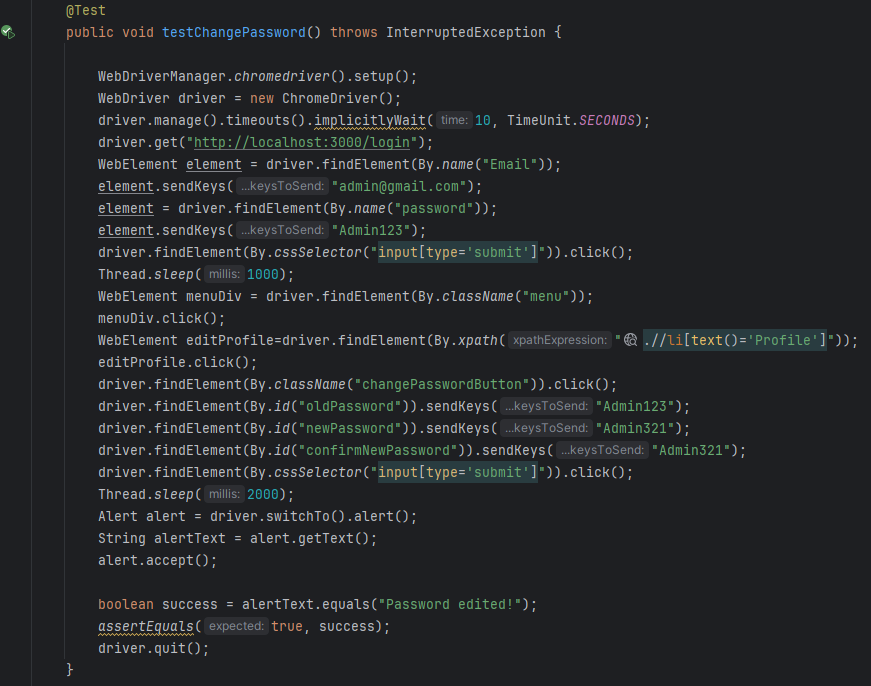 @Test
public void testChangePassword() throws InterruptedException {
WebDriverManager.chromedriver().setup();
WebDriver driver = new ChromeDriver();
driver.manage().timeouts().implicitlyWait( time: 10, TimeUnit.SECONDS);
driver.get("http://localhost:3000/login");
WebElement element = driver.findElement(By.name("Email"));
element.sendKeys( ...keysToSend: "admin@gmail.com");
element = driver.findElement(By.name("password"));
element.sendKeys( ...keysToSend: "Admin123");
driver.findElement(By.cssSelector("input[type='submit']")).click();
Thread.sleep( millis: 1000);
WebElement menuDiv = driver.findElement(By.className("menu"));
menuDiv.click();
WebElement editProfile=driver.findElement(By.xpath( xpathExpression: ".//li[text()='Profile']"));
editProfile.click();
driver.findElement(By.className("changePasswordButton")).click();
driver.findElement(By.id("oldPassword")).sendKeys( ...keysToSend: "Admin123");
driver.findElement(By.id("newPassword")).sendKeys( ...keysToSend: "Admin321");
driver.findElement(By.id("confirmNewPassword")).sendKeys( ...keysToSend: "Admin321");
driver.findElement(By.cssSelector("input[type='submit']")).click();
Thread.sleep( millis: 2000);
Alert alert = driver.switchTo().alert();
String alertText = alert.getText();
alert.accept();
boolean success = alertText.equals("Password edited!");
assertEquals( expected: true, success);
driver.quit();
}